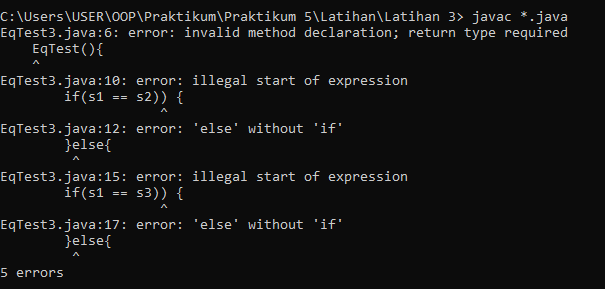 C:\Users\USER\OOP\Praktikum\Praktikum 5\Latihan\Latihan 3> javac *.java
EqTest3.java:6: error: invalid method declaration; return type required
    EqTest(){
    ^
EqTest3.java:10: error: illegal start of expression
        if(s1 == s2)) {
                    ^
EqTest3.java:12: error: 'else' without 'if'
        }else{
         ^
EqTest3.java:15: error: illegal start of expression
        if(s1 == s3)) {
                    ^
EqTest3.java:17: error: 'else' without 'if'
        }else{
         ^
5 errors